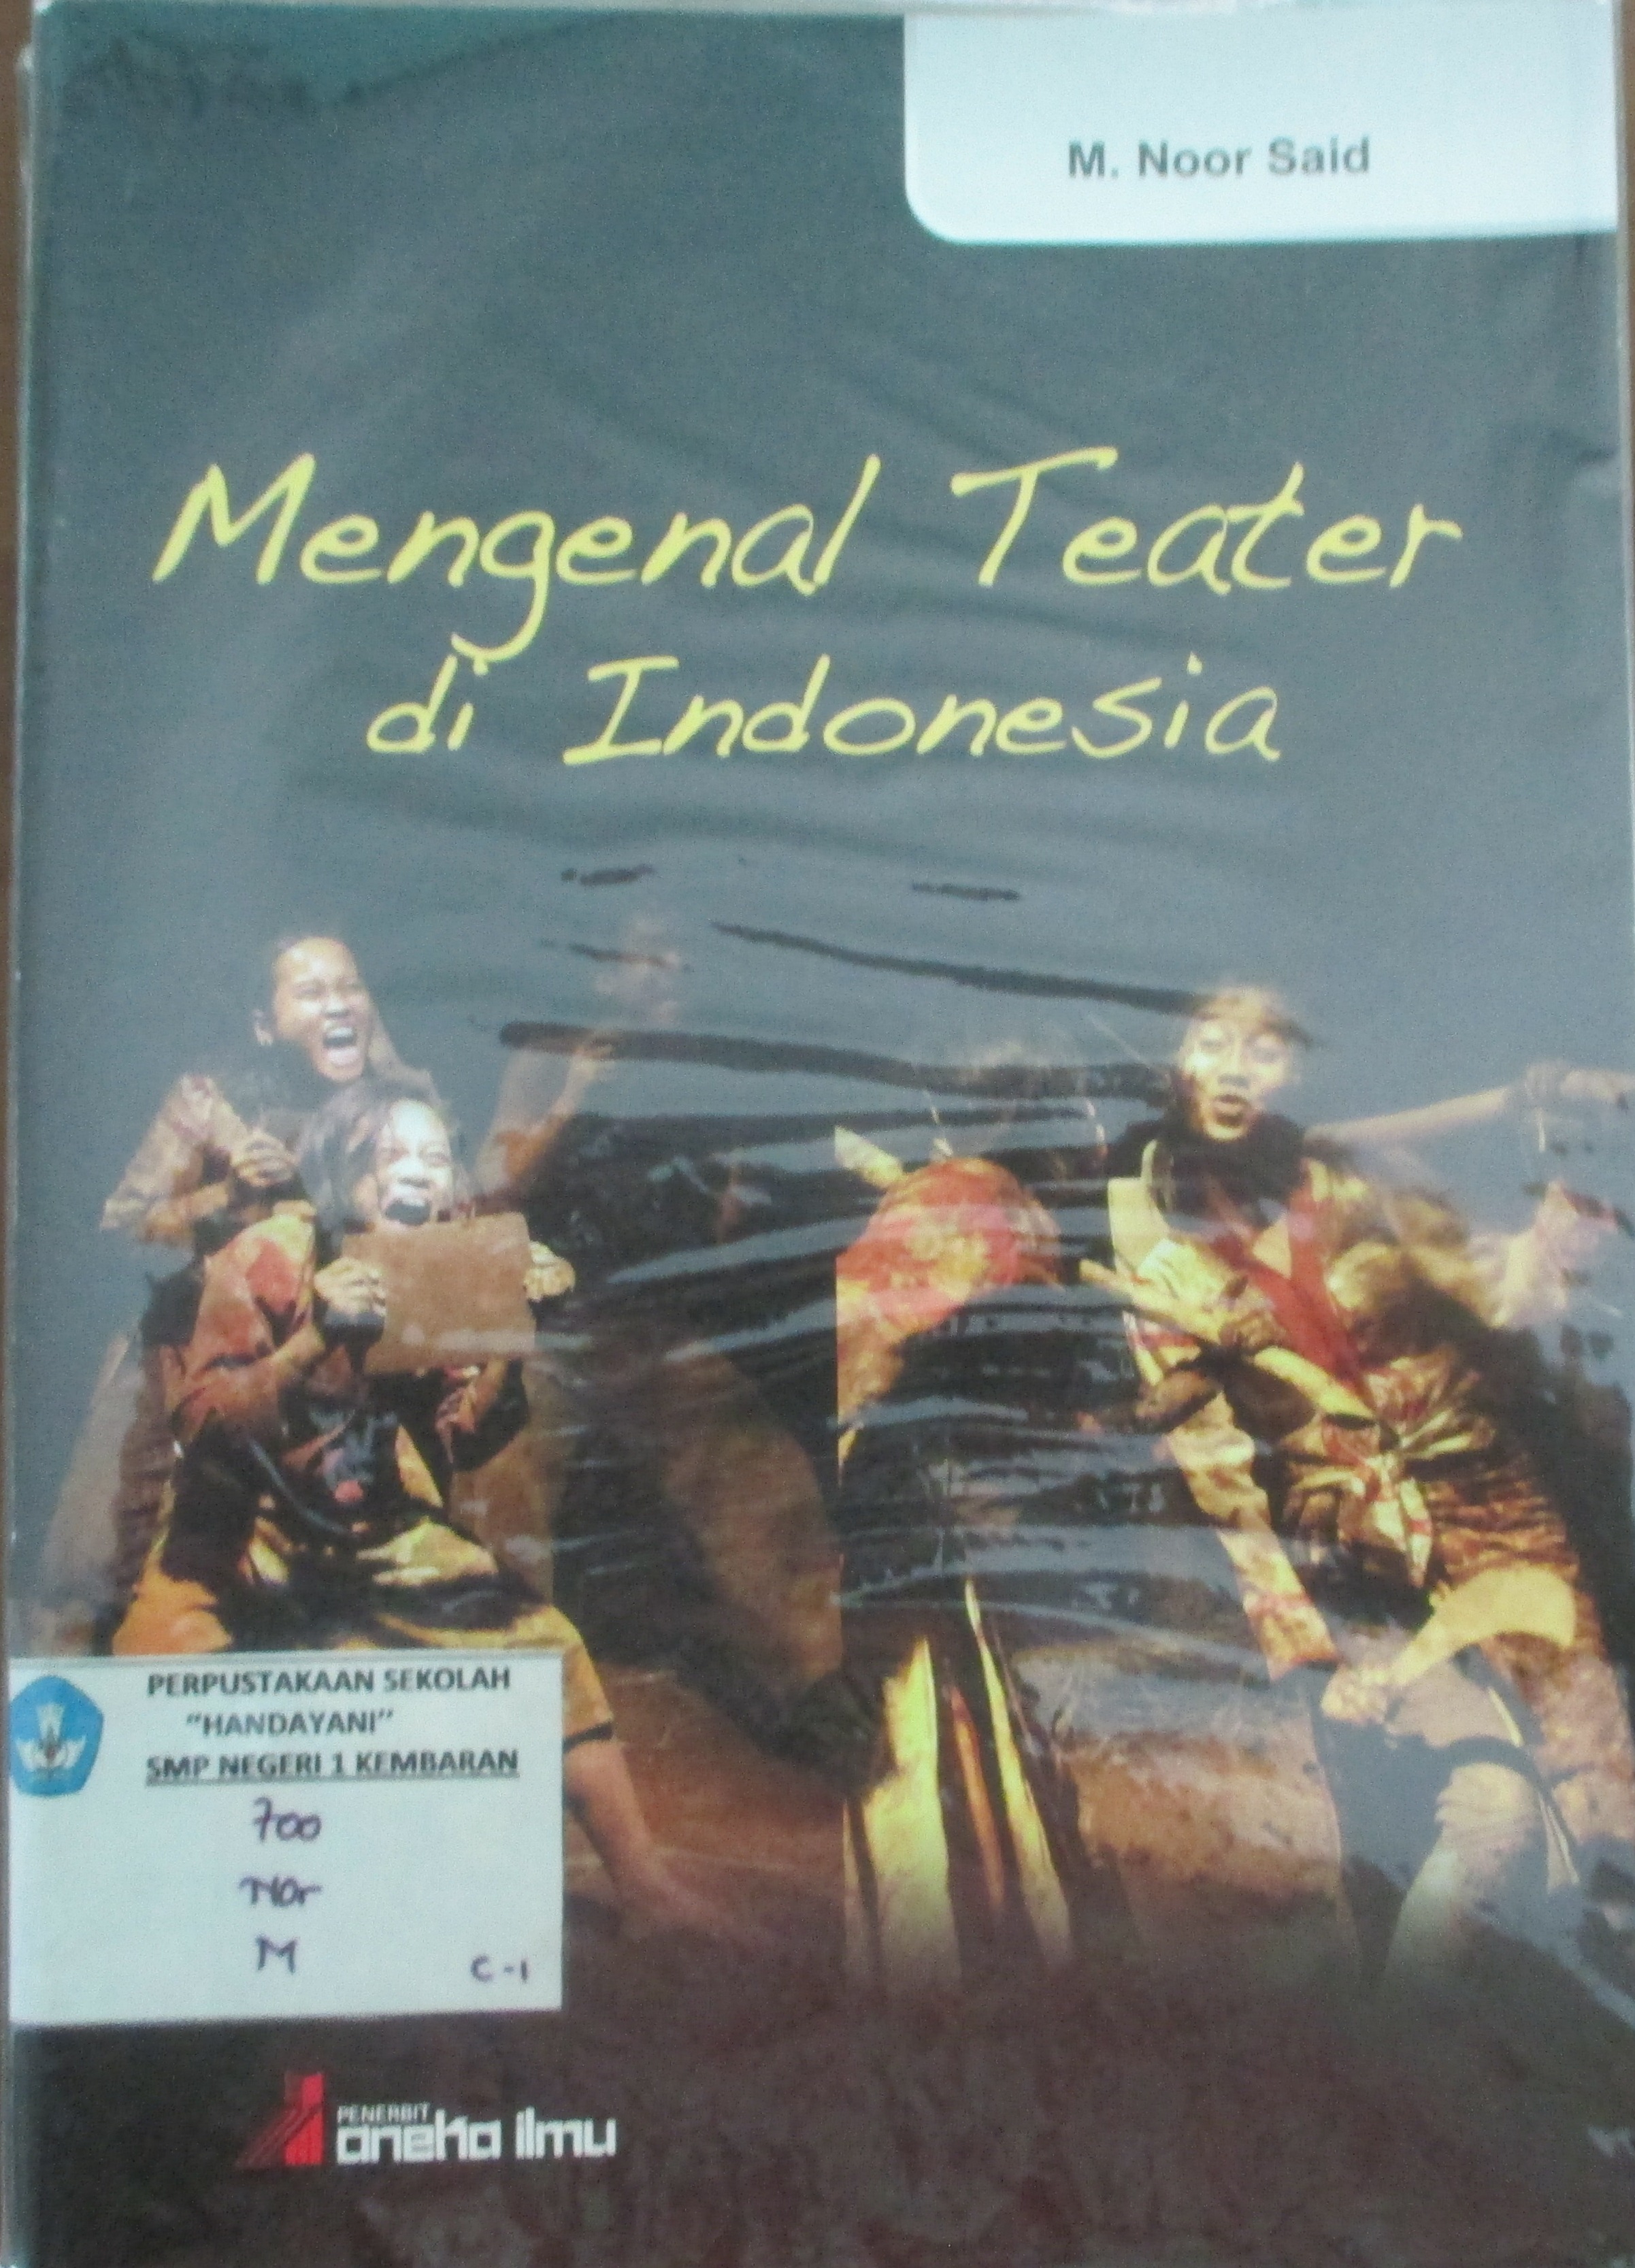 M. Noor Said
Mengenal Teater
di Indonesia
PERPUSTAKAAN SEKOLAH
"HANDAYANI"
SMP NEGERI 1 KEMBARAN
700
Nor
M
C-1
PENERBIT
aneka ilmu